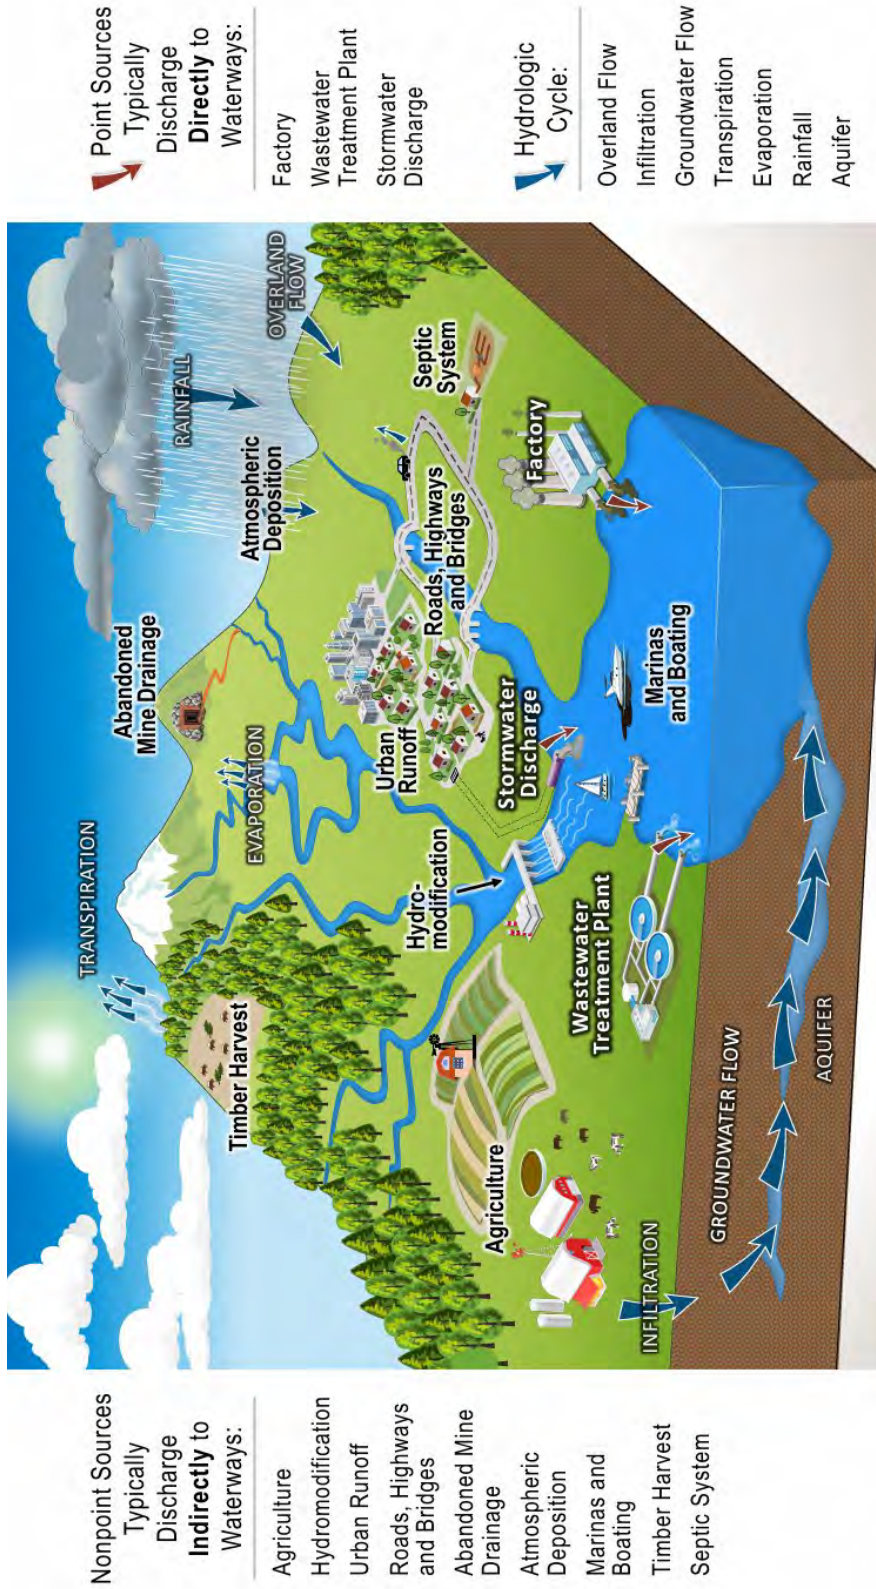 Nonpoint Sources
Typically
Discharge
Indirectly to
Waterways:
Agriculture
Hydromodification
Urban Runoff
Roads, Highways
and Bridges
Abandoned Mine
Drainage
Atmospheric
Deposition
Marinas and
Boating
Timber Harvest
Septic System
TRANSPIRATION
Abandoned
Mine Drainage
RAINFALL
OVERLAND
FLOW
Atmospheric
Deposition
Timber Harvest
EVAPORATION
Urban
Runoff
Roads, Highways
and Bridges
Septic
System
Hydro-
modification
Agriculture
Stormwater
Discharge
Factory
Wastewater
Treatment Plant
Marinas
and Boating
INFILTRATION
GROUNDWATER FLOW
AQUIFER
Point Sources
Typically
Discharge
Directly to
Waterways:
Factory
Wastewater
Treatment Plant
Stormwater
Discharge
Hydrologic
Cycle:
Overland Flow
Infiltration
Groundwater Flow
Transpiration
Evaporation
Rainfall
Aquifer